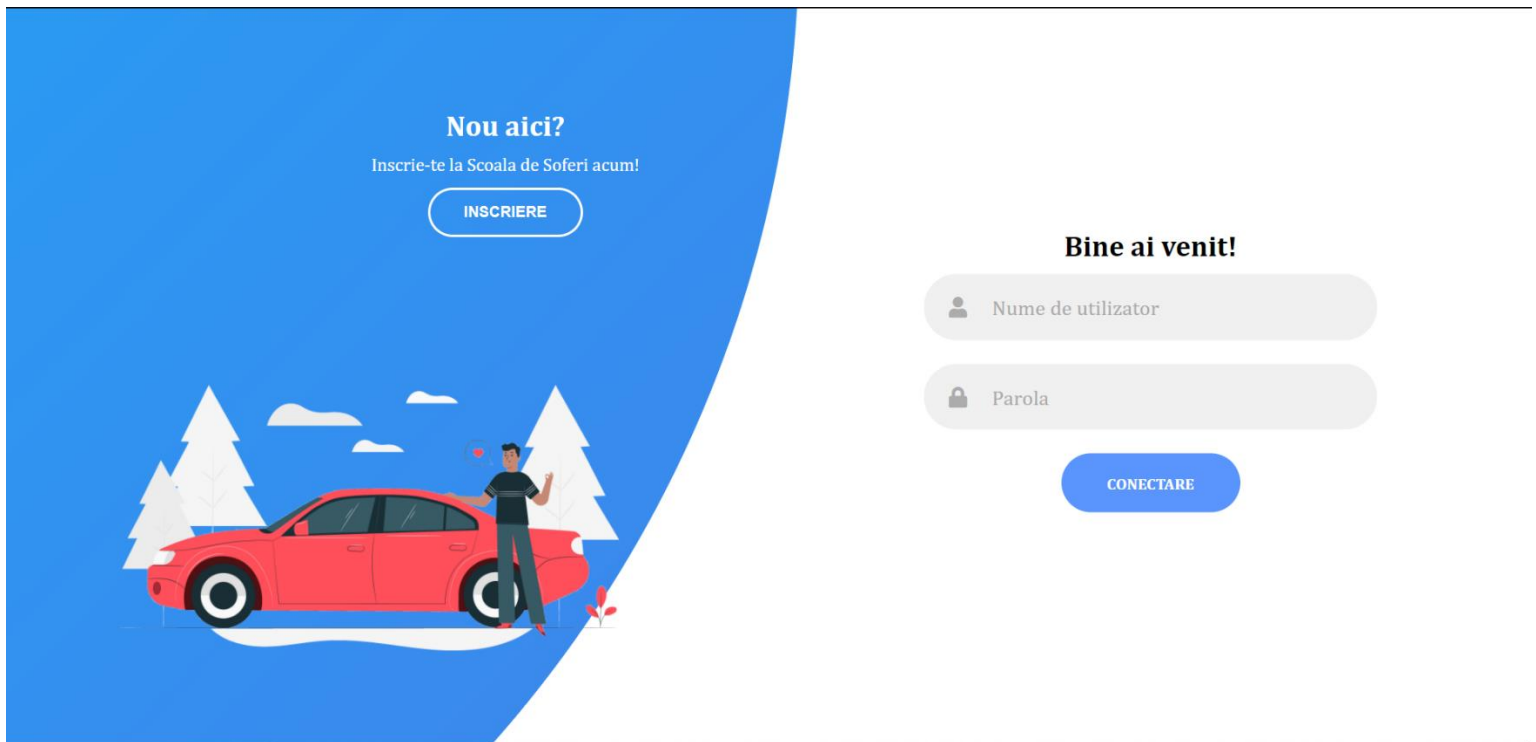 Nou aici?
Inscrie-te la Scoala de Soferi acum!
INSCRIERE
Bine ai venit!
Nume de utilizator
Parola
CONECTARE